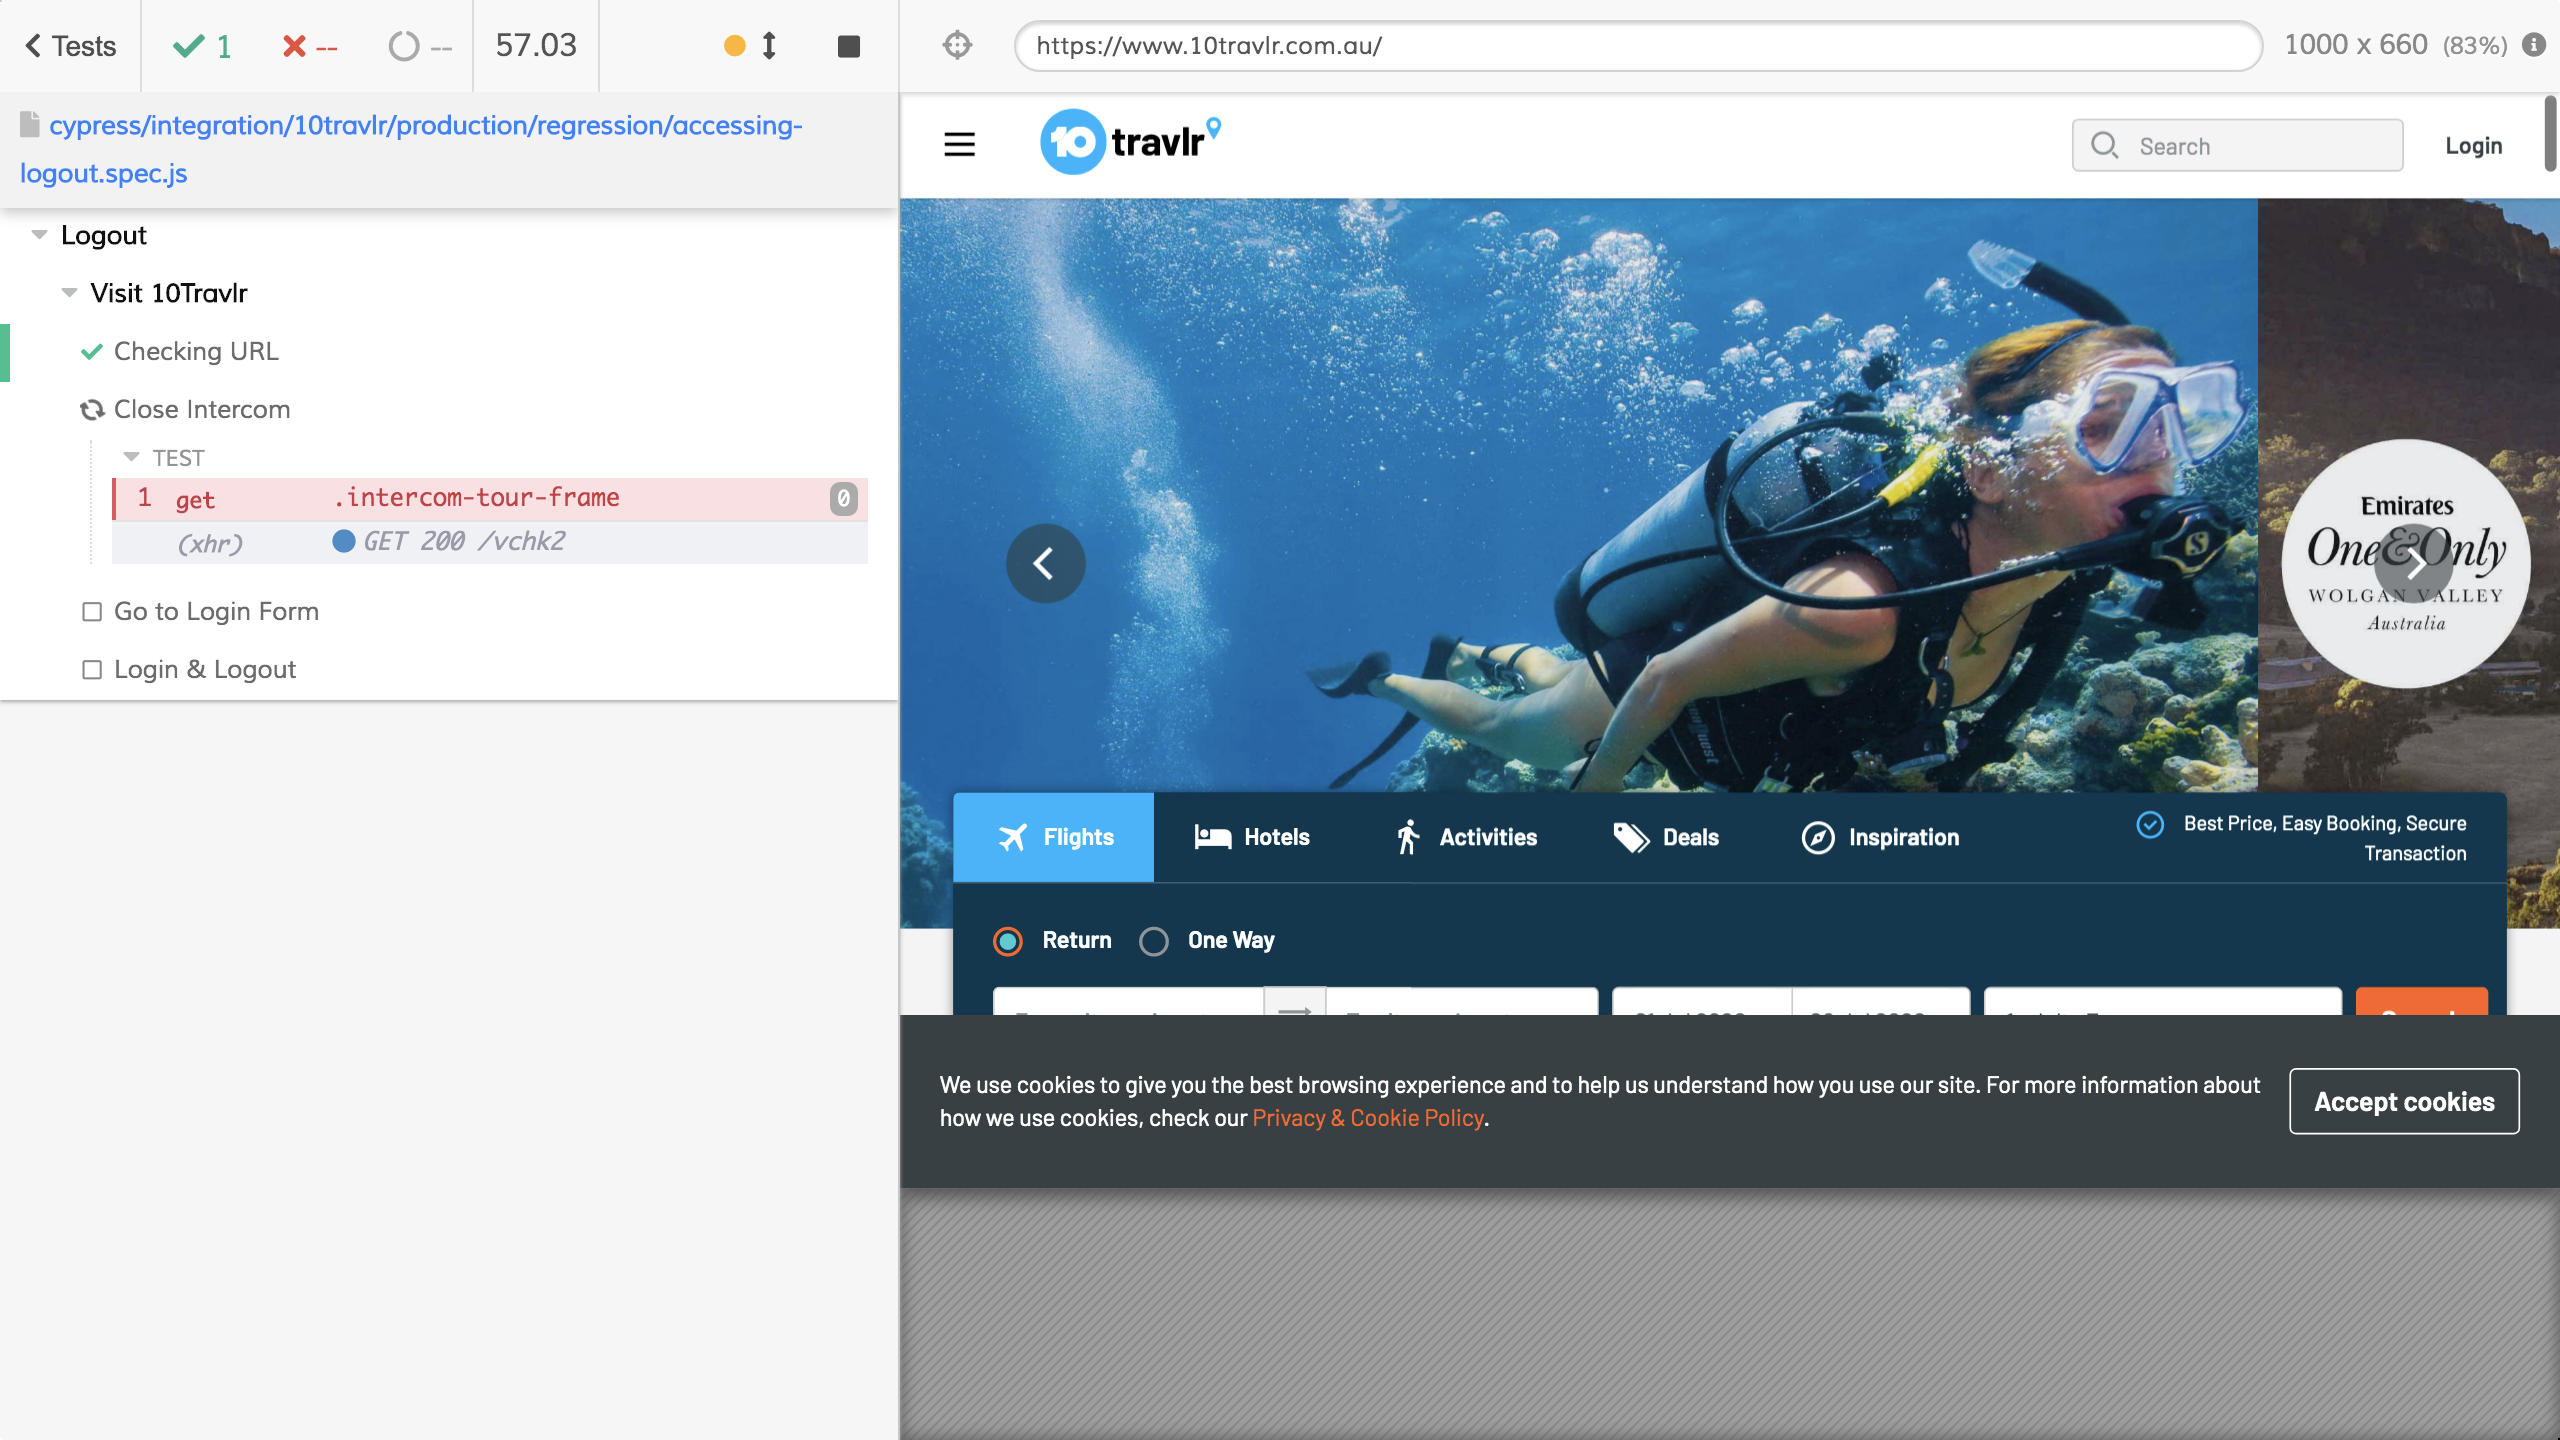 Tests
1
--
--
57.03
https://www.10travlr.com.au/
1000 x 660 (83%)
cypress/integration/10travlr/production/regression/accessing-
logout.spec.js
Logout
Visit 10Travlr
Checking URL
Close Intercom
TEST
1 get .intercom-tour-frame 0
(xhr) GET 200 /vchk2
Go to Login Form
Login & Logout
10 travlr
Search
Login
Emirates
One&Only
WOLGAN VALLEY
Australia
Flights
Hotels
Activities
Deals
Inspiration
Best Price, Easy Booking, Secure
Transaction
Return
One Way
We use cookies to give you the best browsing experience and to help us understand how you use our site. For more information about
how we use cookies, check our Privacy & Cookie Policy.
Accept cookies